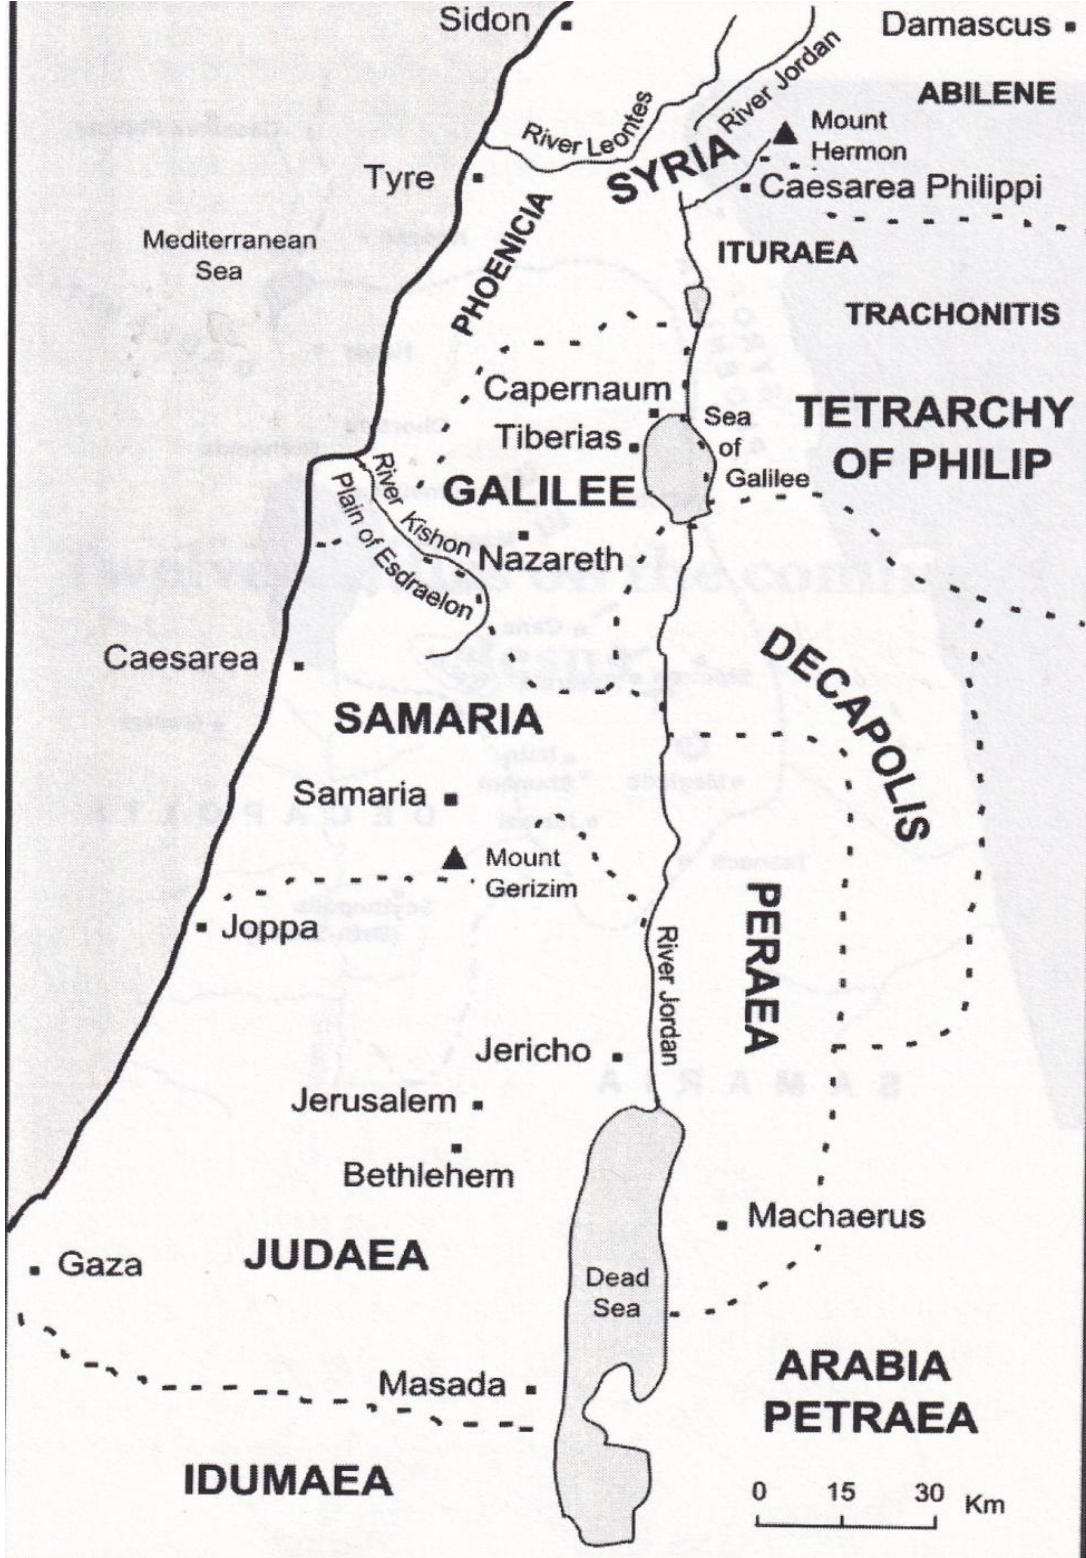 Sidon
Damascus
River Jordan
ABILENE
River Leontes
Mount
Hermon
SYRIA
Tyre
Caesarea Philippi
Mediterranean
Sea
PHOENICIA
ITURAEA
TRACHONITIS
Capernaum
Sea
of
Galilee
TETRARCHY
OF PHILIP
Tiberias
GALILEE
River Kishon
Plain of Esdraelon
Nazareth
DECAPOLIS
Caesarea
SAMARIA
Samaria
Mount
Gerizim
PERAEA
Joppa
River Jordan
Jericho
Jerusalem
Bethlehem
Machaerus
JUDAEA
Gaza
Dead
Sea
Masada
ARABIA
PETRAEA
IDUMAEA
0 15 30 Km